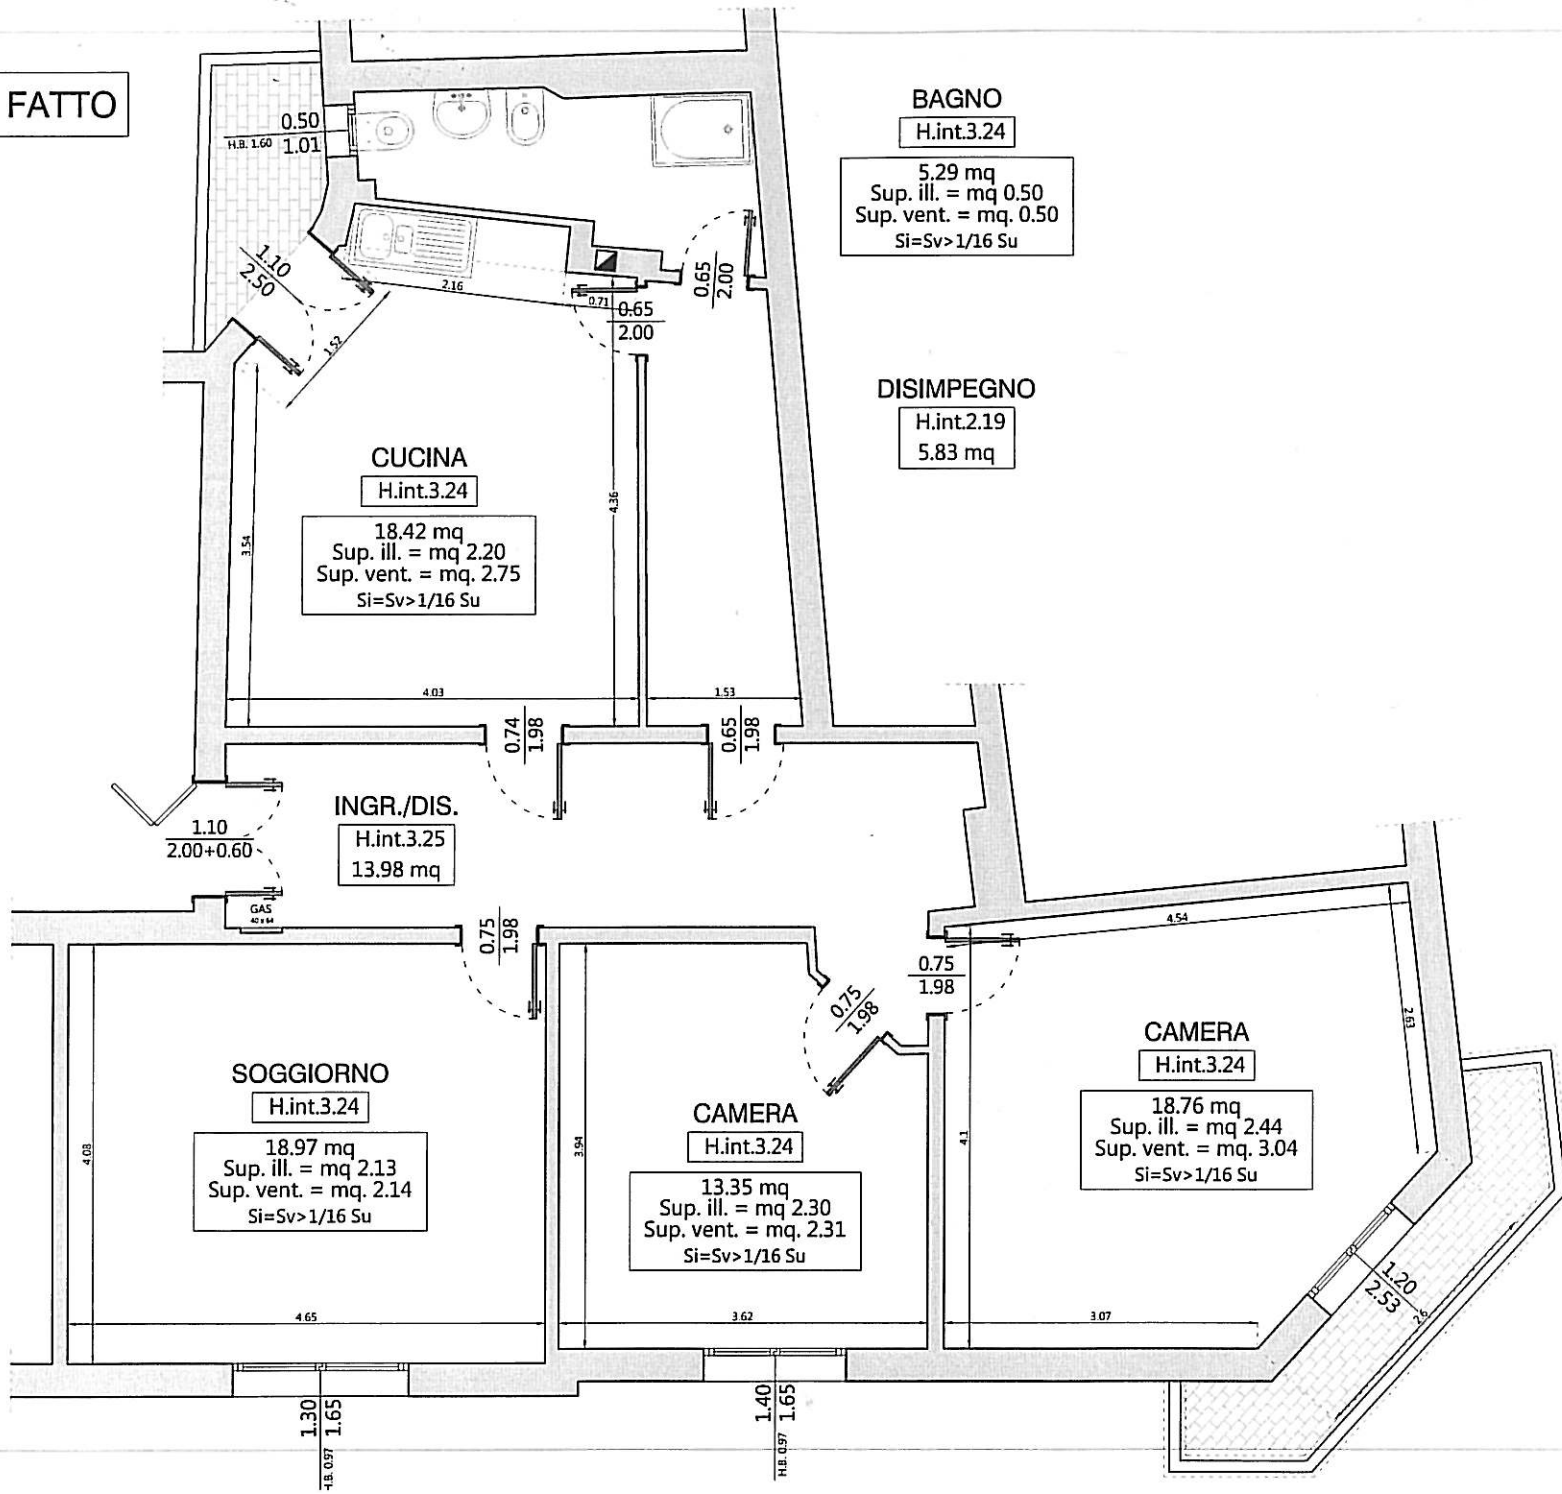 FATTO
0.50
H.B. 1.60
1.01
BAGNO
H.int.3.24
5.29 mq
Sup. ill. = mq 0.50
Sup. vent. = mq. 0.50
Si=Sv>1/16 Su
1.10
2.50
2.16
0.71
0.65
2.00
0.65
2.00
1.52
DISIMPEGNO
H.int.2.19
5.83 mq
CUCINA
H.int.3.24
18.42 mq
Sup. ill. = mq 2.20
Sup. vent. = mq. 2.75
Si=Sv>1/16 Su
3.54
4.36
4.03
1.53
0.74
1.98
0.65
1.98
INGR./DIS.
H.int.3.25
13.98 mq
1.10
2.00+0.60
GAS
40 x 64
0.75
1.98
0.75
1.98
0.75
1.98
4.54
2.63
SOGGIORNO
H.int.3.24
18.97 mq
Sup. ill. = mq 2.13
Sup. vent. = mq. 2.14
Si=Sv>1/16 Su
4.08
4.65
CAMERA
H.int.3.24
13.35 mq
Sup. ill. = mq 2.30
Sup. vent. = mq. 2.31
Si=Sv>1/16 Su
3.94
3.62
CAMERA
H.int.3.24
18.76 mq
Sup. ill. = mq 2.44
Sup. vent. = mq. 3.04
Si=Sv>1/16 Su
4.1
3.07
1.20
2.53
2.6
1.30
1.65
H.B. 0.97
1.40
1.65
H.B. 0.97